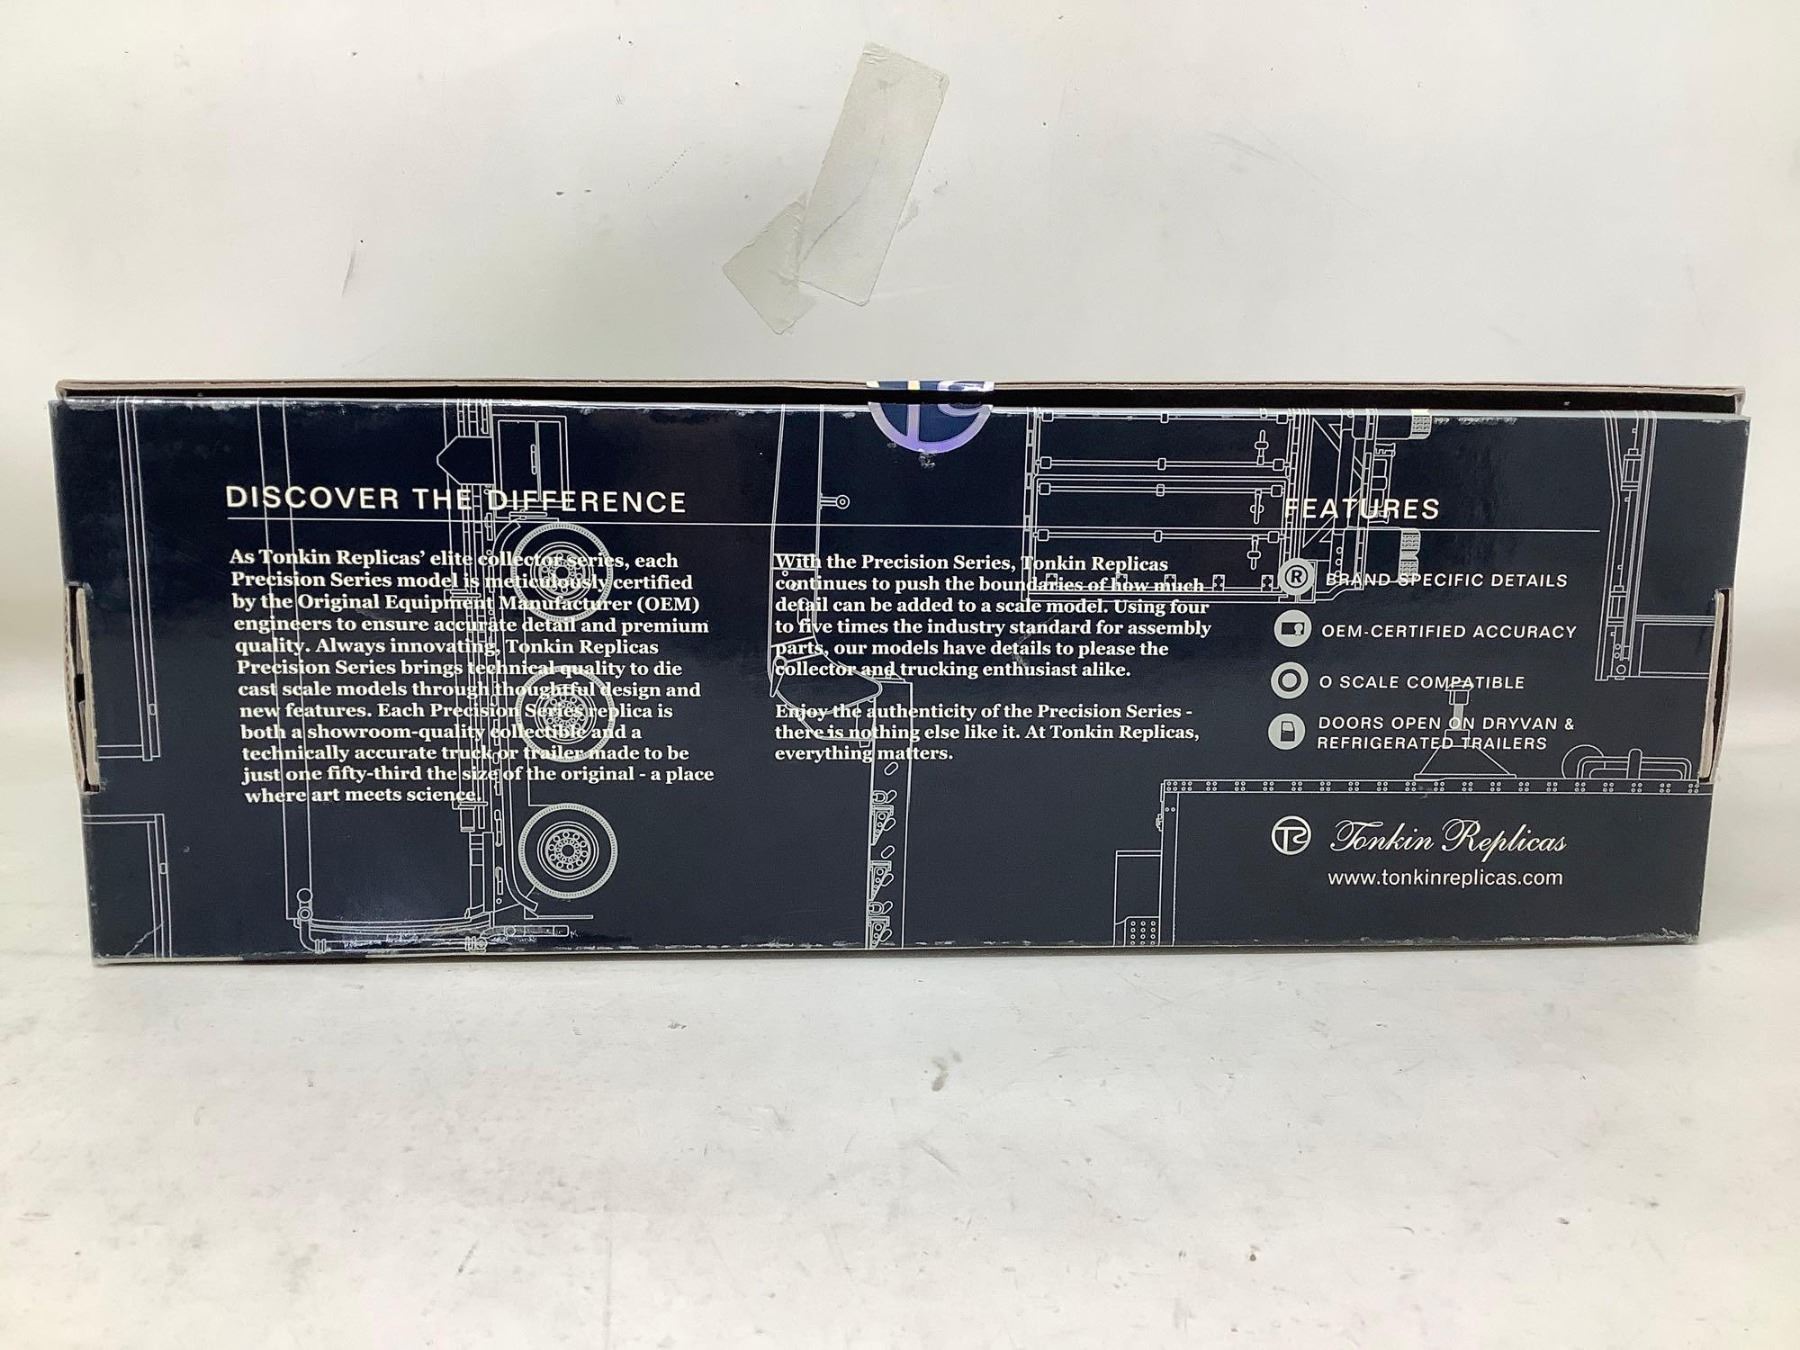 DISCOVER THE DIFFERENCE
As Tonkin Replicas’ elite collector series, each
Precision Series model is meticulously certified
by the Original Equipment Manufacturer (OEM)
engineers to ensure accurate detail and premium
quality. Always innovating, Tonkin Replicas
Precision Series brings technical quality to die
cast scale models through thoughtful design and
new features. Each Precision Series replica is
both a showroom-quality collectible and a
technically accurate truck or trailer made to be
just one fifty-third the size of the original - a place
where art meets science.
With the Precision Series, Tonkin Replicas
continues to push the boundaries of how much
detail can be added to a scale model. Using four
to five times the industry standard for assembly
parts, our models have details to please the
collector and trucking enthusiast alike.
Enjoy the authenticity of the Precision Series -
there is nothing else like it. At Tonkin Replicas,
everything matters.
FEATURES
® BRAND SPECIFIC DETAILS
OEM-CERTIFIED ACCURACY
O SCALE COMPATIBLE
DOORS OPEN ON DRYVAN &
REFRIGERATED TRAILERS
TR Tonkin Replicas
www.tonkinreplicas.com